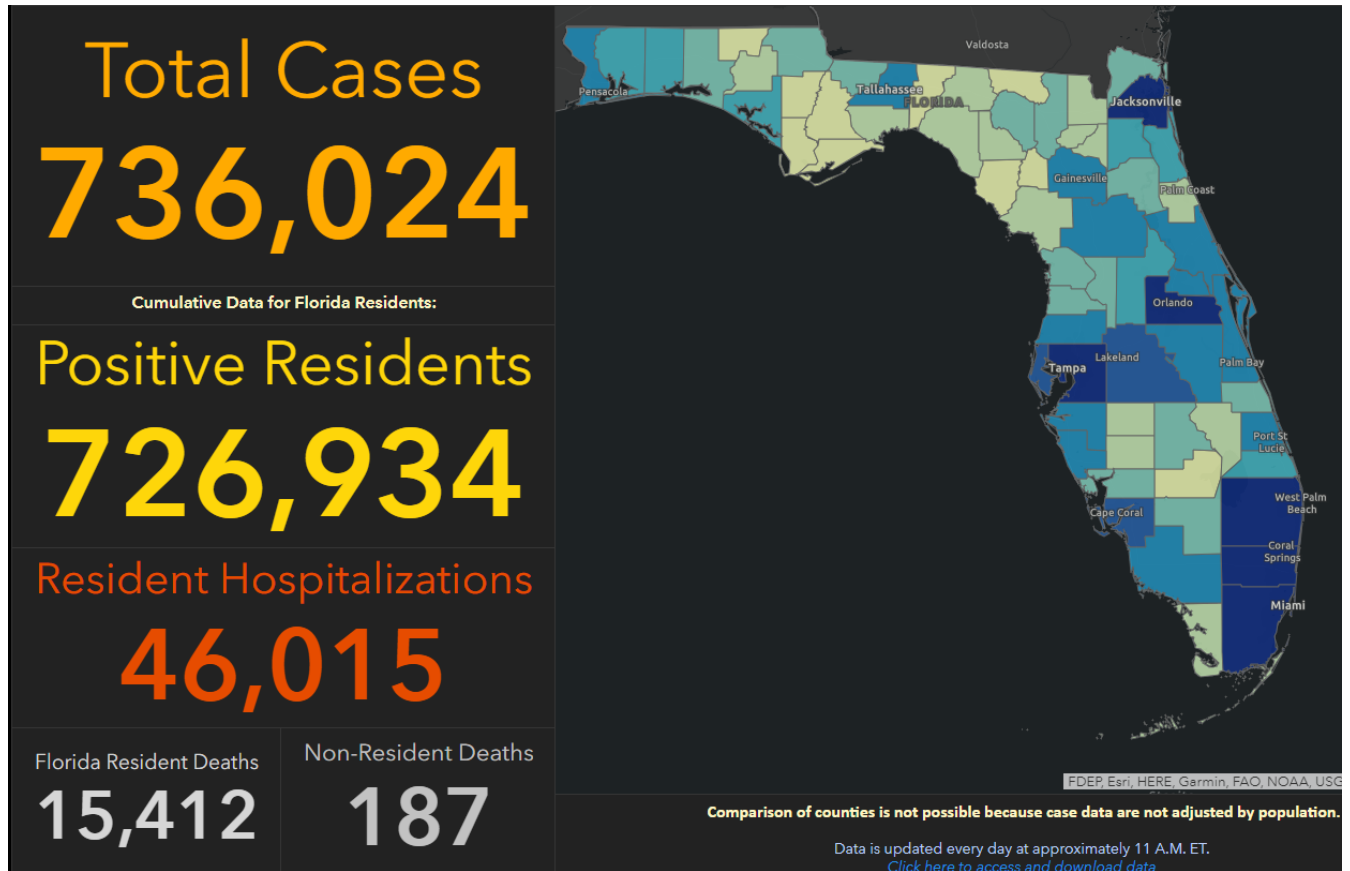 Total Cases
736,024
Cumulative Data for Florida Residents:
Positive Residents
726,934
Resident Hospitalizations
46,015
Florida Resident Deaths
15,412
Non-Resident Deaths
187
Valdosta
Pensacola
Tallahassee
FLORIDA
Jacksonville
Gainesville
Palm Coast
Orlando
Lakeland
Tampa
Palm Bay
Port St
Lucie
West Palm
Beach
Cape Coral
Coral
Springs
Miami
FDEP, Esri, HERE, Garmin, FAO, NOAA, USG
Comparison of counties is not possible because case data are not adjusted by population.
Data is updated every day at approximately 11 A.M. ET.
Click here to access and download data